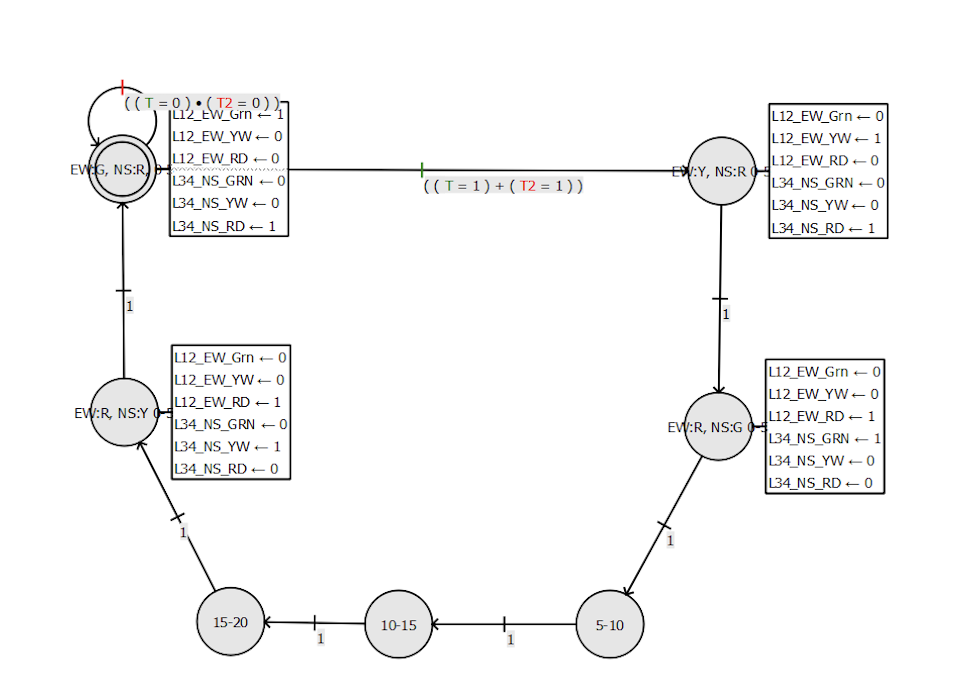 ( ( T = 0 ) • ( T2 = 0 ) )
L12_EW_Grn ← 1
L12_EW_YW ← 0
L12_EW_RD ← 0
L34_NS_GRN ← 0
L34_NS_YW ← 0
L34_NS_RD ← 1
EW:G, NS:R,
( ( T = 1 ) + ( T2 = 1 ) )
EW:Y, NS:R 0-5
L12_EW_Grn ← 0
L12_EW_YW ← 1
L12_EW_RD ← 0
L34_NS_GRN ← 0
L34_NS_YW ← 0
L34_NS_RD ← 1
1
1
EW:R, NS:Y 0-5
L12_EW_Grn ← 0
L12_EW_YW ← 0
L12_EW_RD ← 1
L34_NS_GRN ← 0
L34_NS_YW ← 1
L34_NS_RD ← 0
EW:R, NS:G 0-5
L12_EW_Grn ← 0
L12_EW_YW ← 0
L12_EW_RD ← 1
L34_NS_GRN ← 1
L34_NS_YW ← 0
L34_NS_RD ← 0
1
1
15-20
1
10-15
1
5-10